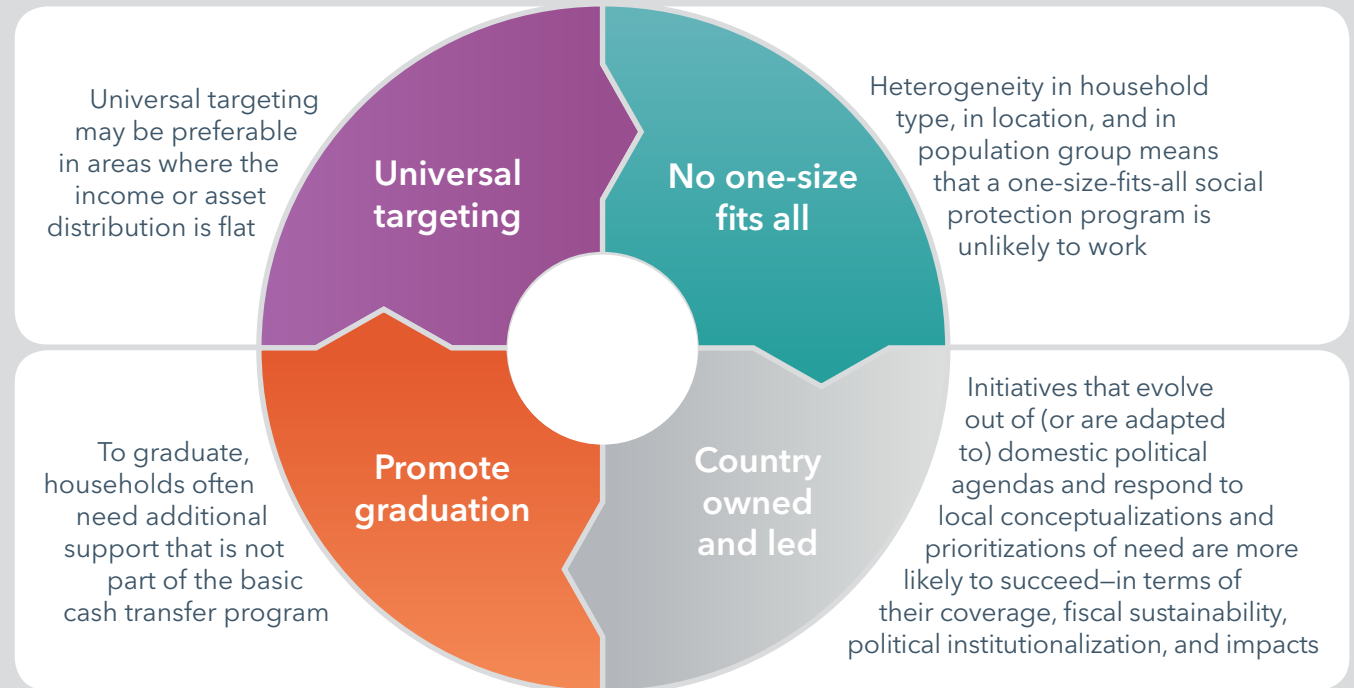 Universal targeting
may be preferable
in areas where the
income or asset
distribution is flat
Universal
targeting
No one-size
fits all
Heterogeneity in household
type, in location, and in
population group means
that a one-size-fits-all social
protection program is
unlikely to work
To graduate,
households often
need additional
support that is not
part of the basic
cash transfer program
Promote
graduation
Country
owned
and led
Initiatives that evolve
out of (or are adapted
to) domestic political
agendas and respond to
local conceptualizations and
prioritizations of need are more
likely to succeed—in terms of
their coverage, fiscal sustainability,
political institutionalization, and impacts